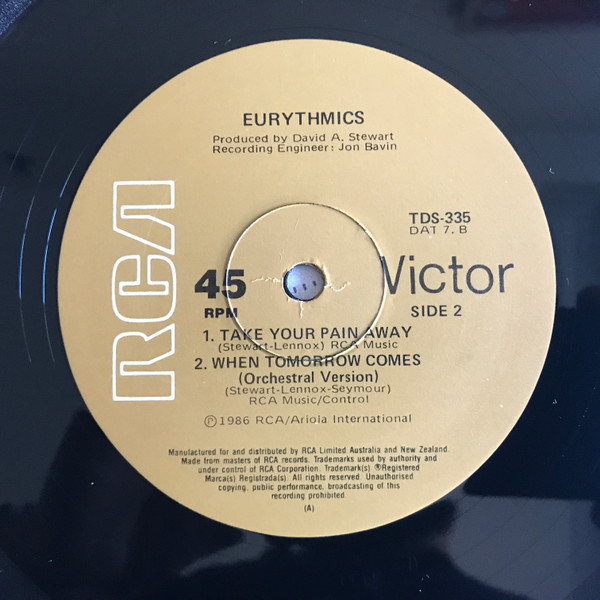 EURYTHMICS
Produced by David A. Stewart
Recording Engineer: Jon Bavin
RCA
TDS-335
DAT 7. B
Victor
45
RPM
SIDE 2
1. TAKE YOUR PAIN AWAY
(Stewart-Lennox) RCA Music
2. WHEN TOMORROW COMES
(Orchestral Version)
(Stewart-Lennox-Seymour)
RCA Music/Control
Ⓟ1986 RCA/Ariola International
Manufactured for and distributed by RCA Limited Australia and New Zealand.
Made from masters of RCA records. Trademarks used by authority and
under control of RCA Corporation. Trademark(s) ®Registered
Marca(s) Registrada(s). All rights reserved. Unauthorised
copying, public performance, broadcasting of this
recording prohibited.
(A)